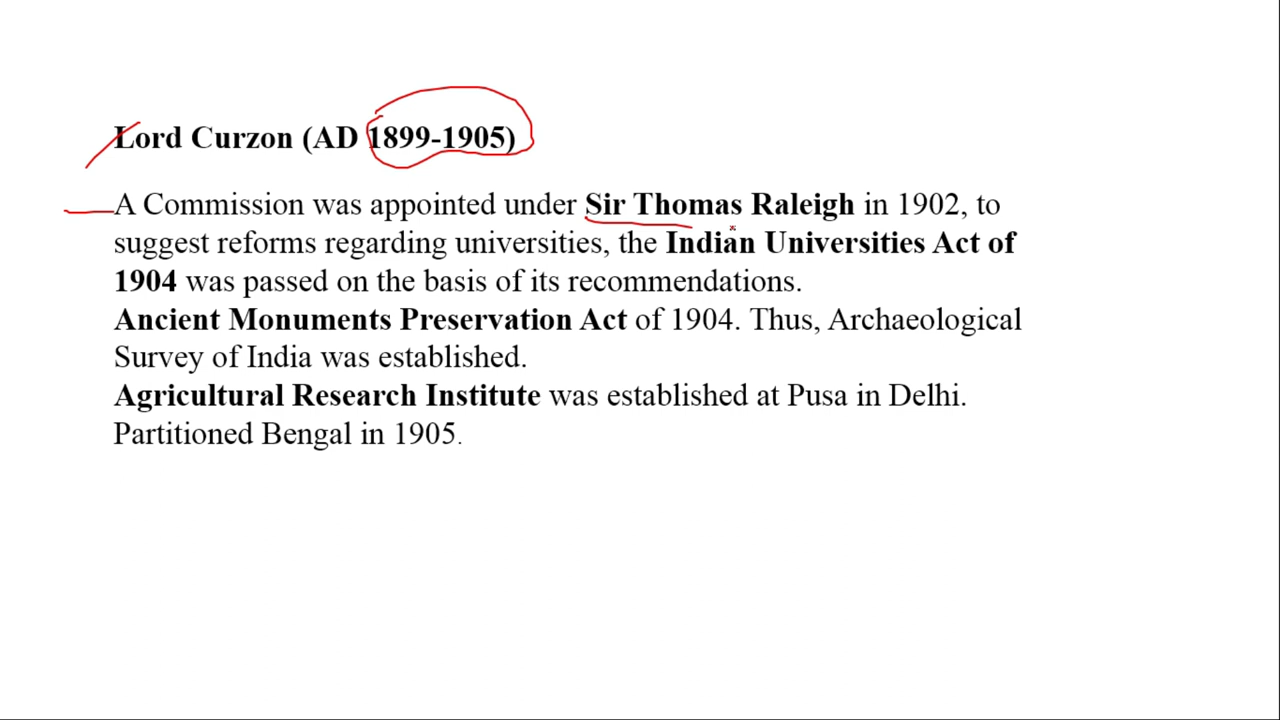 Lord Curzon (AD 1899-1905)
A Commission was appointed under Sir Thomas Raleigh in 1902, to
suggest reforms regarding universities, the Indian Universities Act of
1904 was passed on the basis of its recommendations.
Ancient Monuments Preservation Act of 1904. Thus, Archaeological
Survey of India was established.
Agricultural Research Institute was established at Pusa in Delhi.
Partitioned Bengal in 1905.